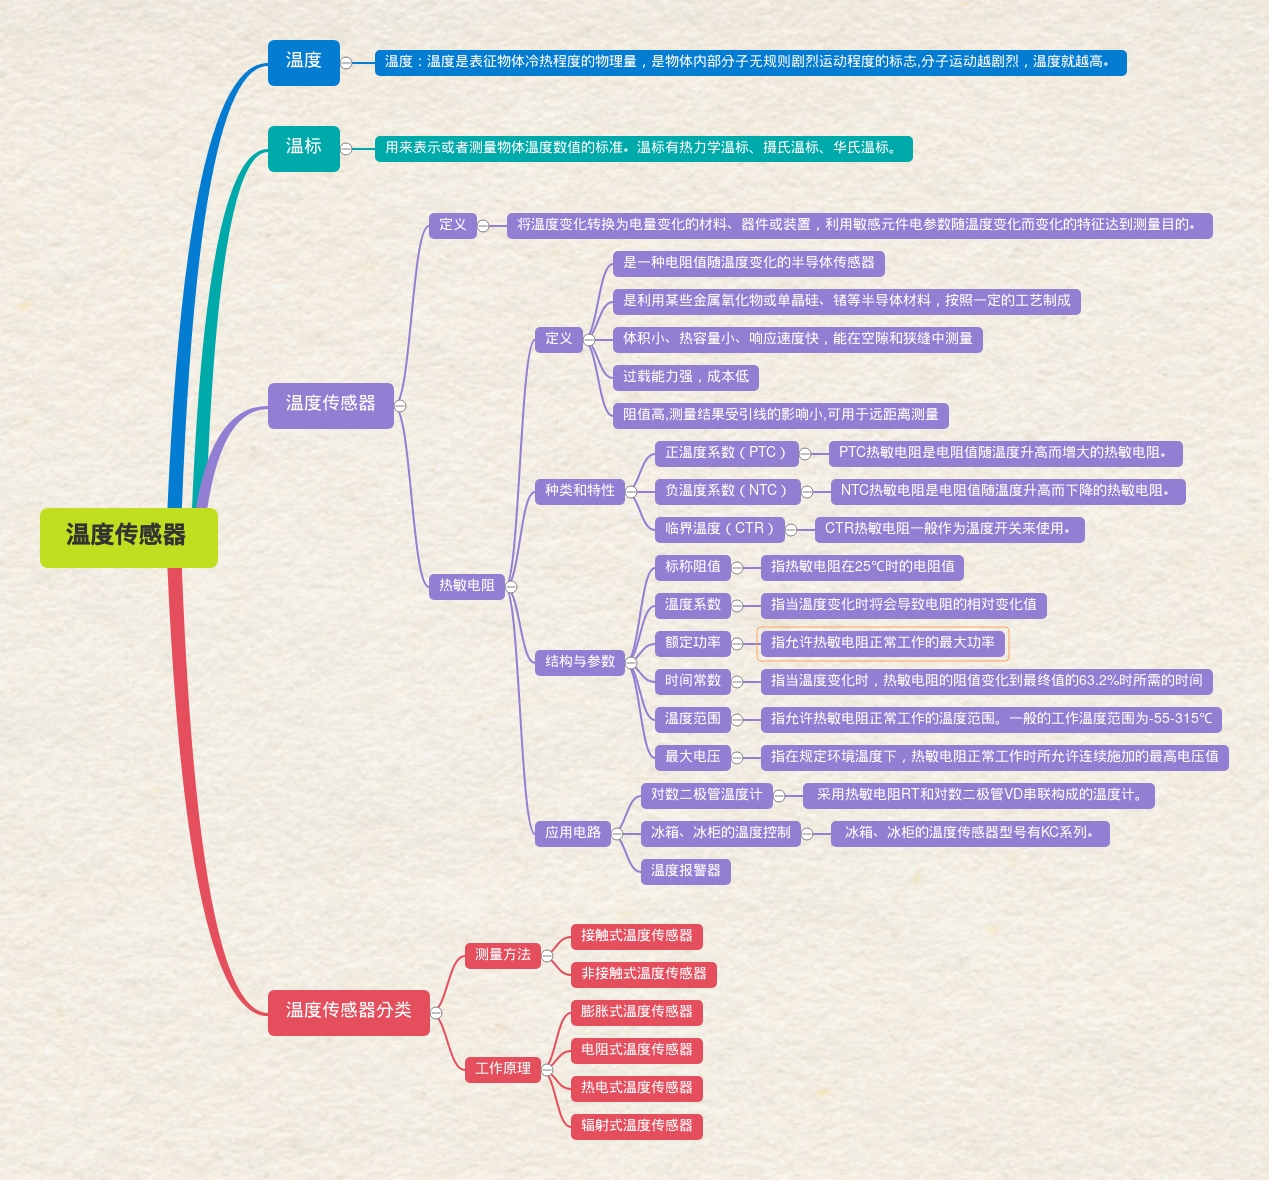 温度
温度：温度是表征物体冷热程度的物理量，是物体内部分子无规则剧烈运动程度的标志,分子运动越剧烈，温度就越高。
温标
用来表示或者测量物体温度数值的标准。温标有热力学温标、摄氏温标、华氏温标。
定义
将温度变化转换为电量变化的材料、器件或装置，利用敏感元件电参数随温度变化而变化的特征达到测量目的。
是一种电阻值随温度变化的半导体传感器
是利用某些金属氧化物或单晶硅、锗等半导体材料，按照一定的工艺制成
定义
体积小、热容量小、响应速度快，能在空隙和狭缝中测量
过载能力强，成本低
温度传感器
阻值高,测量结果受引线的影响小,可用于远距离测量
正温度系数（PTC）
PTC热敏电阻是电阻值随温度升高而增大的热敏电阻。
种类和特性
负温度系数（NTC）
NTC热敏电阻是电阻值随温度升高而下降的热敏电阻。
临界温度（CTR）
CTR热敏电阻一般作为温度开关来使用。
温度传感器
标称阻值
指热敏电阻在25℃时的电阻值
热敏电阻
温度系数
指当温度变化时将会导致电阻的相对变化值
额定功率
指允许热敏电阻正常工作的最大功率
结构与参数
时间常数
指当温度变化时，热敏电阻的阻值变化到最终值的63.2%时所需的时间
温度范围
指允许热敏电阻正常工作的温度范围。一般的工作温度范围为-55-315℃
最大电压
指在规定环境温度下，热敏电阻正常工作时所允许连续施加的最高电压值
对数二极管温度计
采用热敏电阻RT和对数二极管VD串联构成的温度计。
应用电路
冰箱、冰柜的温度控制
冰箱、冰柜的温度传感器型号有KC系列。
温度报警器
接触式温度传感器
测量方法
非接触式温度传感器
温度传感器分类
膨胀式温度传感器
电阻式温度传感器
工作原理
热电式温度传感器
辐射式温度传感器